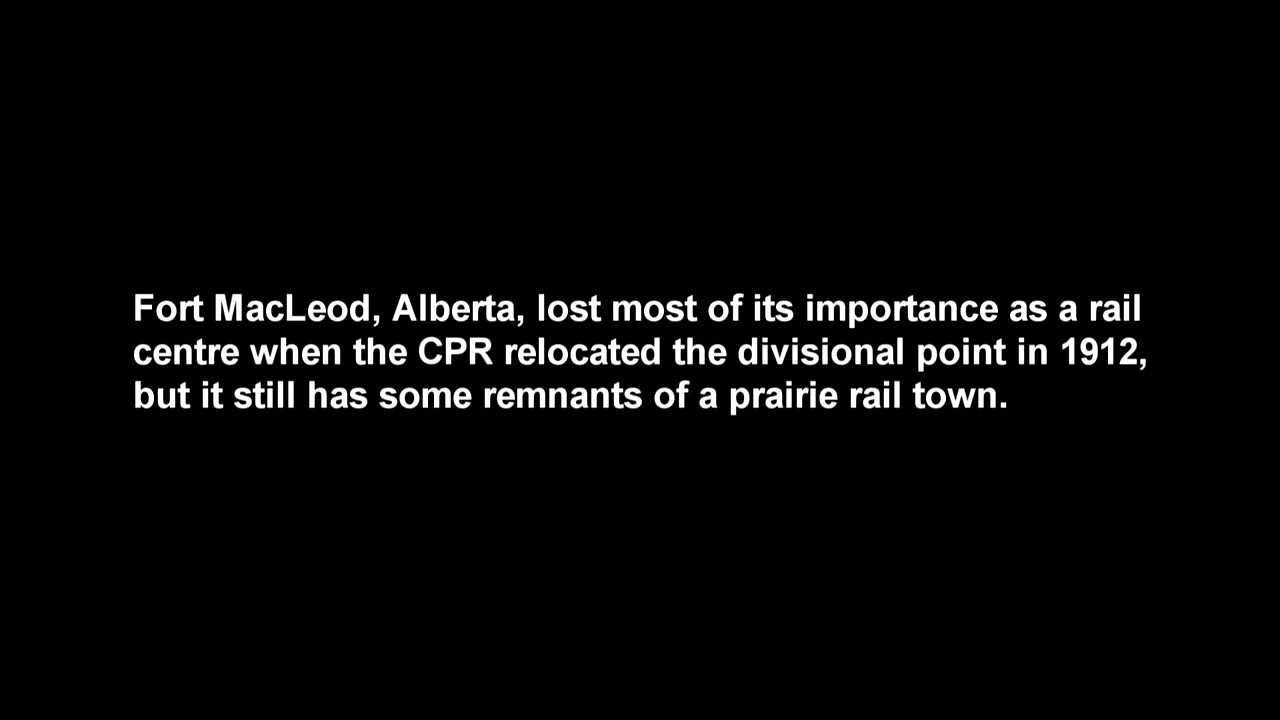 Fort MacLeod, Alberta, lost most of its importance as a rail
centre when the CPR relocated the divisional point in 1912,
but it still has some remnants of a prairie rail town.